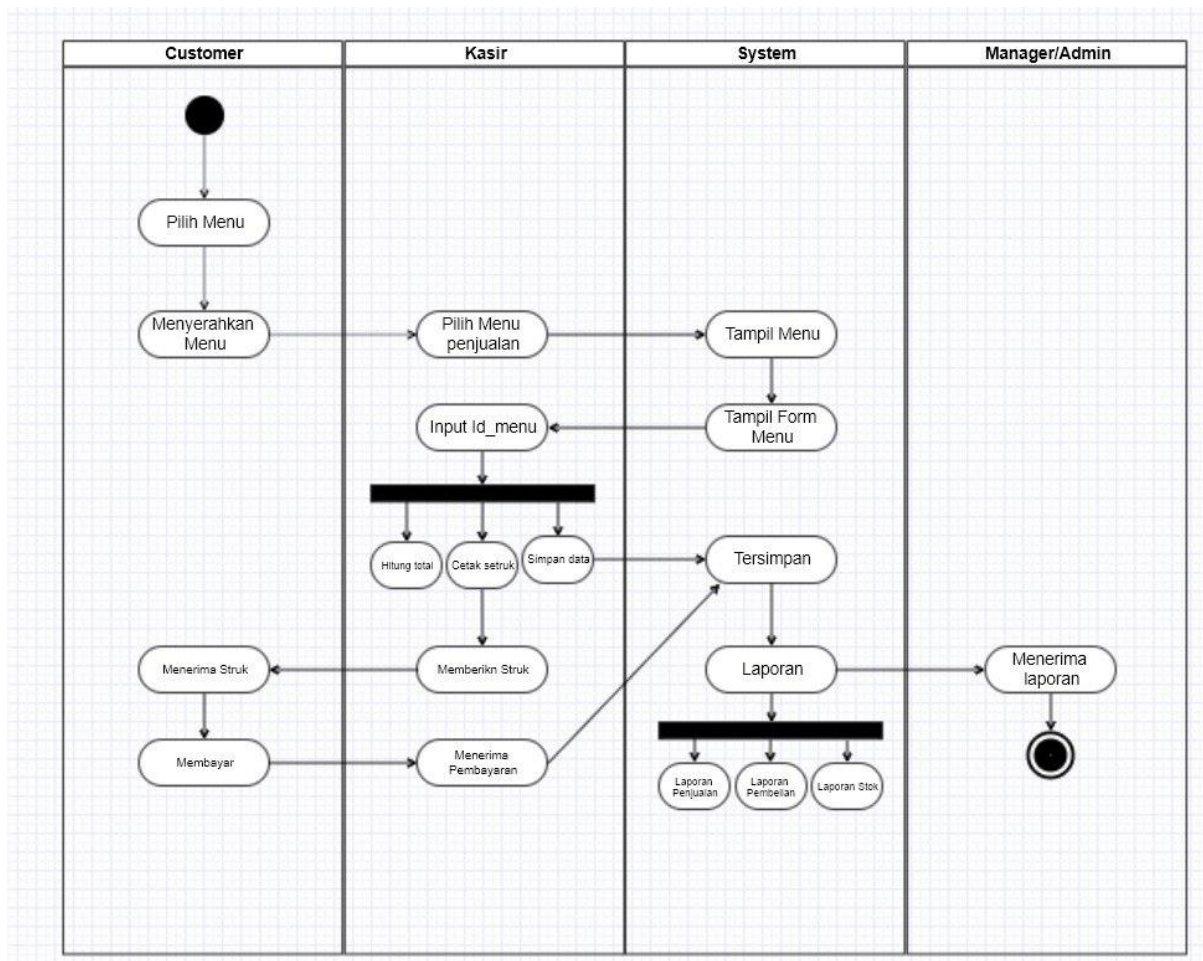 Customer
Kasir
System
Manager/Admin
Pilih Menu
Menyerahkan
Menu
Pilih Menu
penjualan
Tampil Menu
Input Id_menu
Tampil Form
Menu
Hitung total
Cetak setruk
Simpan data
Tersimpan
Menerima Struk
Memberikn Struk
Laporan
Menerima
laporan
Membayar
Menerima
Pembayaran
Laporan
Penjualan
Laporan
Pembelian
Laporan Stok